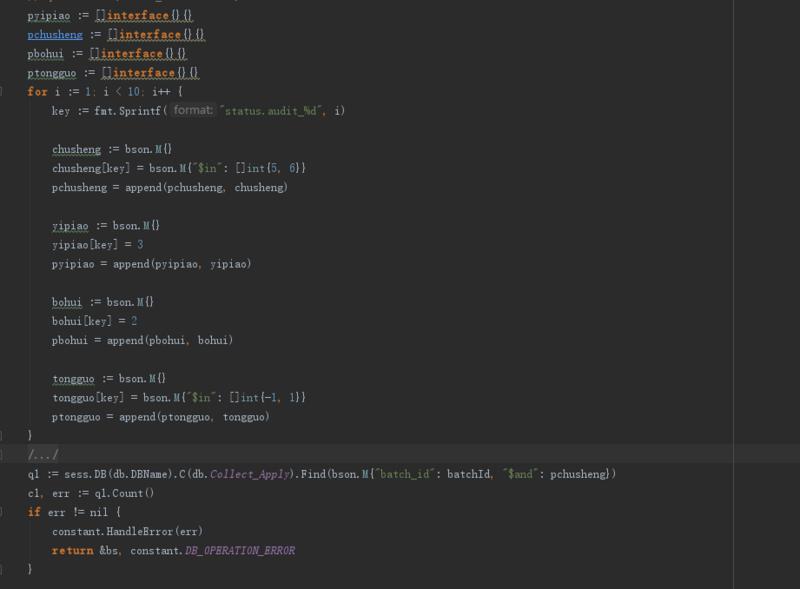 pyipiao := []interface{}{}
pchusheng := []interface{}{}
pbohui := []interface{}{}
ptongguo := []interface{}{}
for i := 1; i < 10; i++ {
key := fmt.Sprintf( format: "status.audit_%d", i)
chusheng := bson.M{}
chusheng[key] = bson.M{"$in": []int{5, 6}}
pchusheng = append(pchusheng, chusheng)
yipiao := bson.M{}
yipiao[key] = 3
pyipiao = append(pyipiao, yipiao)
bohui := bson.M{}
bohui[key] = 2
pbohui = append(pbohui, bohui)
tongguo := bson.M{}
tongguo[key] = bson.M{"$in": []int{-1, 1}}
ptongguo = append(ptongguo, tongguo)
}
/.../
q1 := sess.DB(db.DBName).C(db.Collect_Apply).Find(bson.M{"batch_id": batchId, "$and": pchusheng})
c1, err := q1.Count()
if err != nil {
constant.HandleError(err)
return &bs, constant.DB_OPERATION_ERROR
}